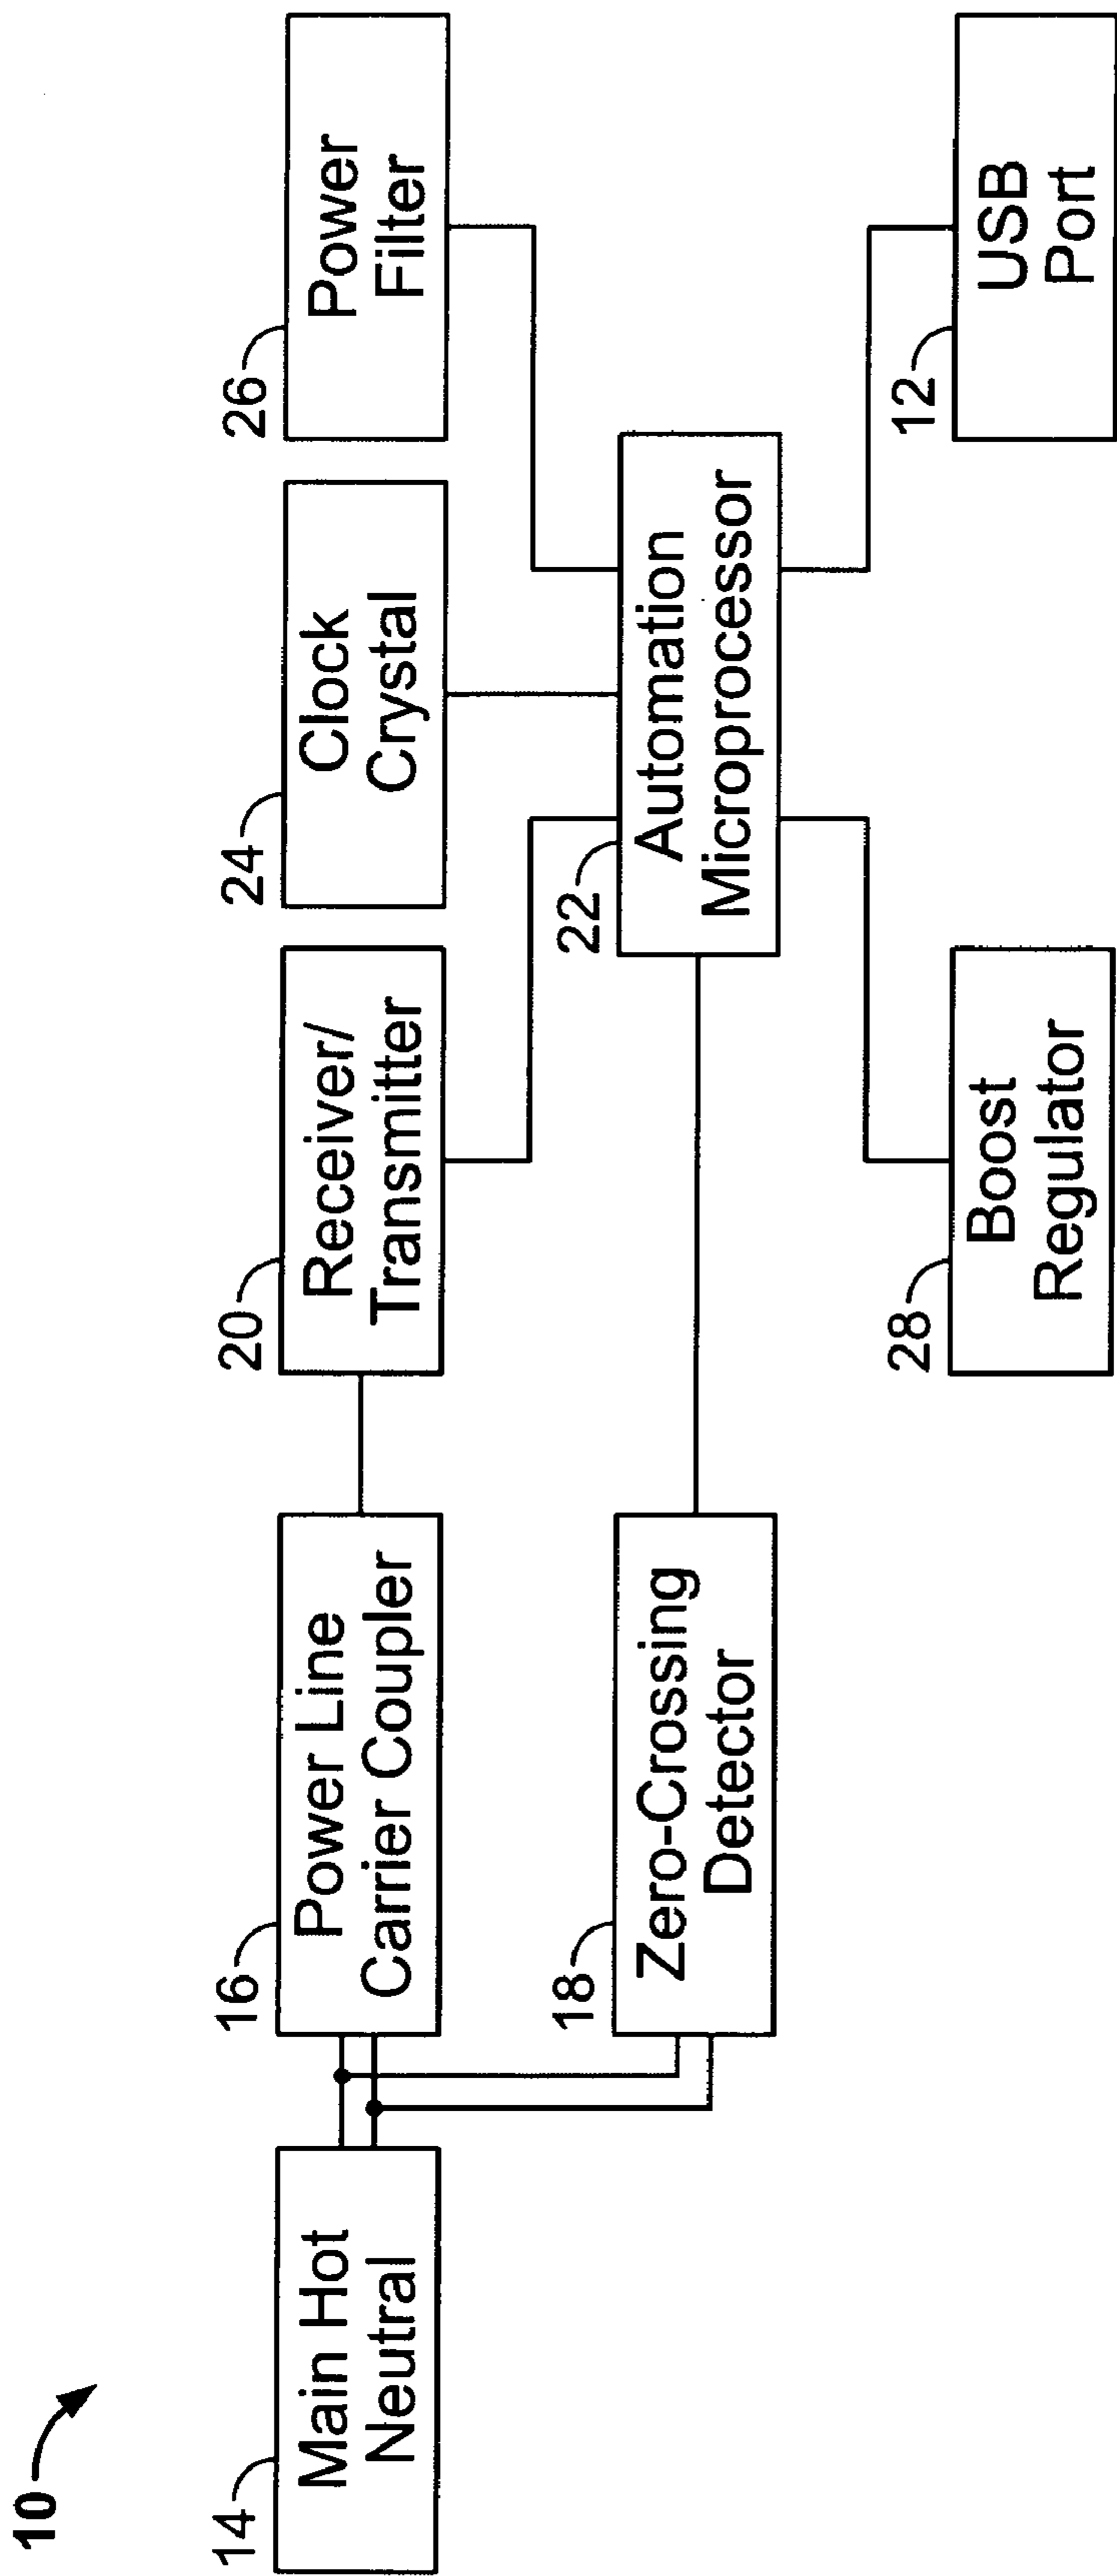 10
14
Main Hot
Neutral
16
Power Line
Carrier Coupler
20
Receiver/
Transmitter
24
Clock
Crystal
26
Power
Filter
18
Zero-Crossing
Detector
22
Automation
Microprocessor
28
Boost
Regulator
12
USB
Port